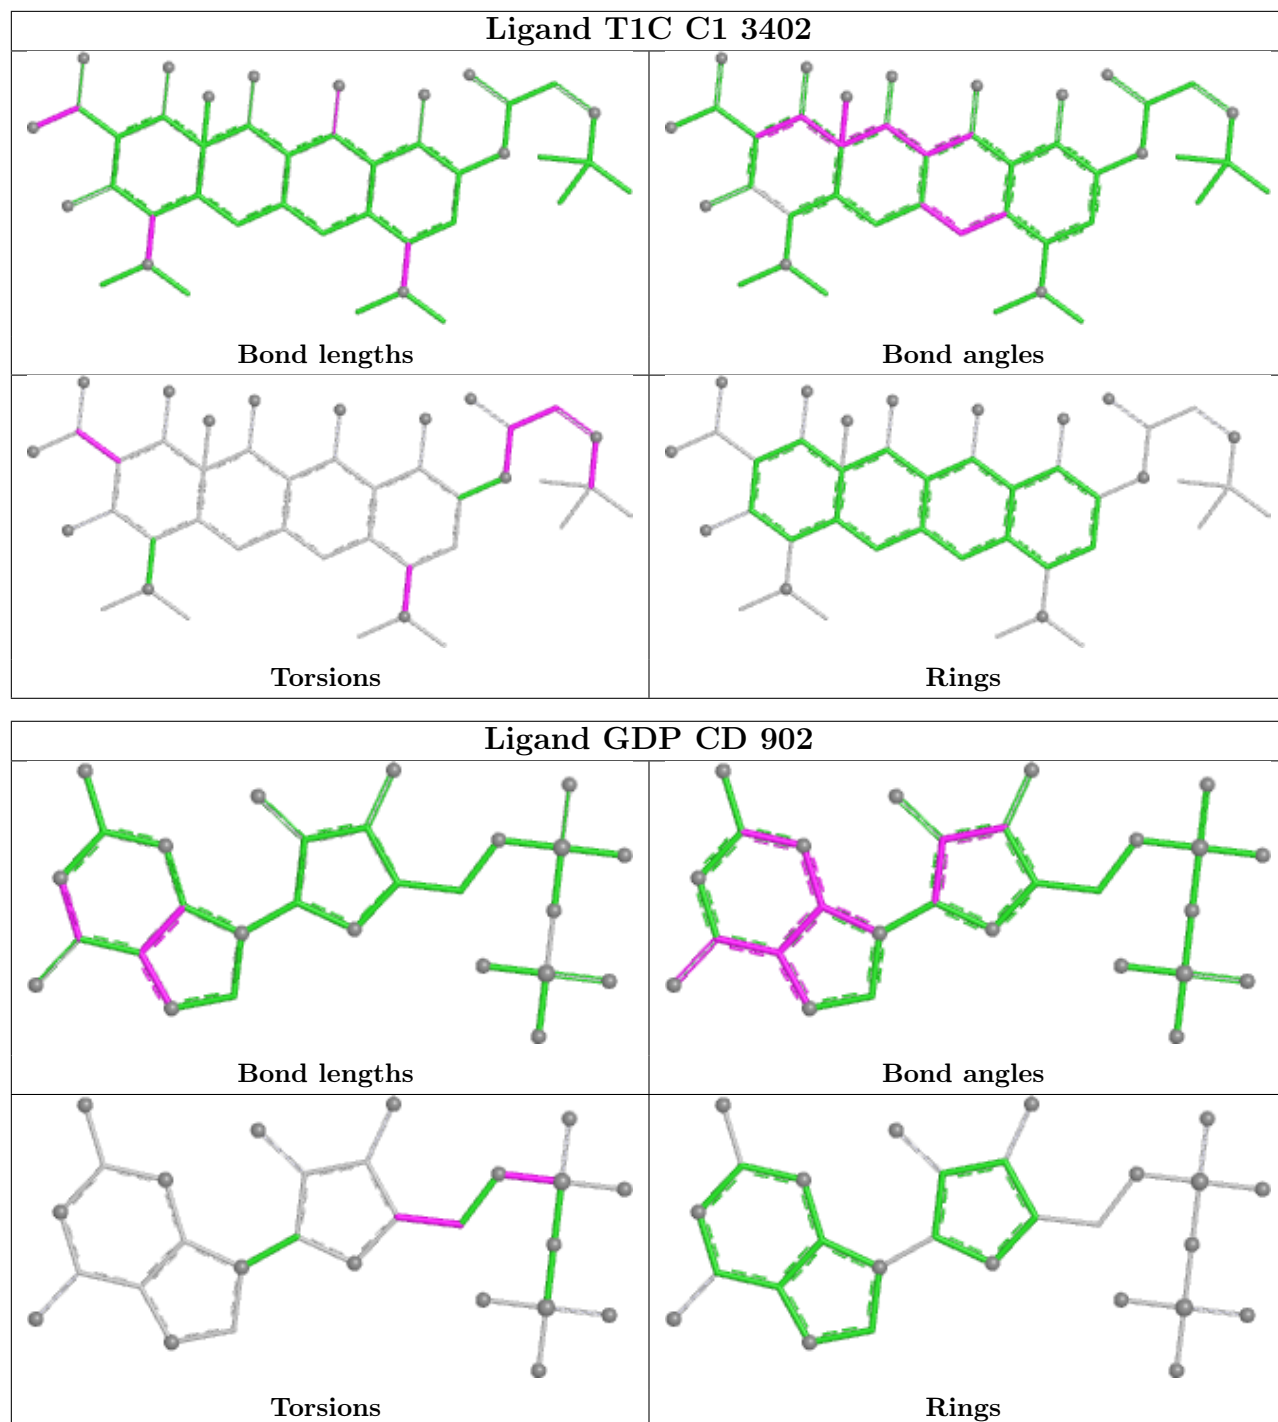 Ligand T1C C1 3402
Bond lengths
Bond angles
Torsions
Rings
Ligand GDP CD 902
Bond lengths
Bond angles
Torsions
Rings